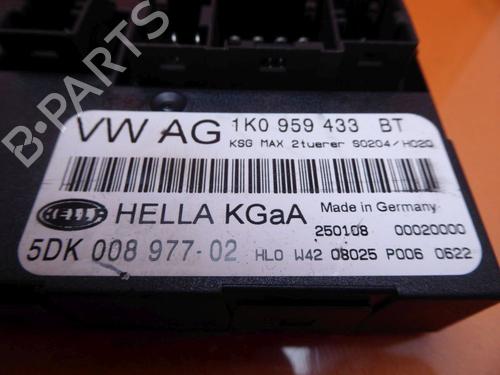 VW AG 1K0 959 433 BT
KSG MAX 2tuerer S0204/H020
HELLA
HELLA KGaA Made in Germany
250108 00020000
5DK 008 977-02 HLO W42 08025 P006 0622
B-PARTS